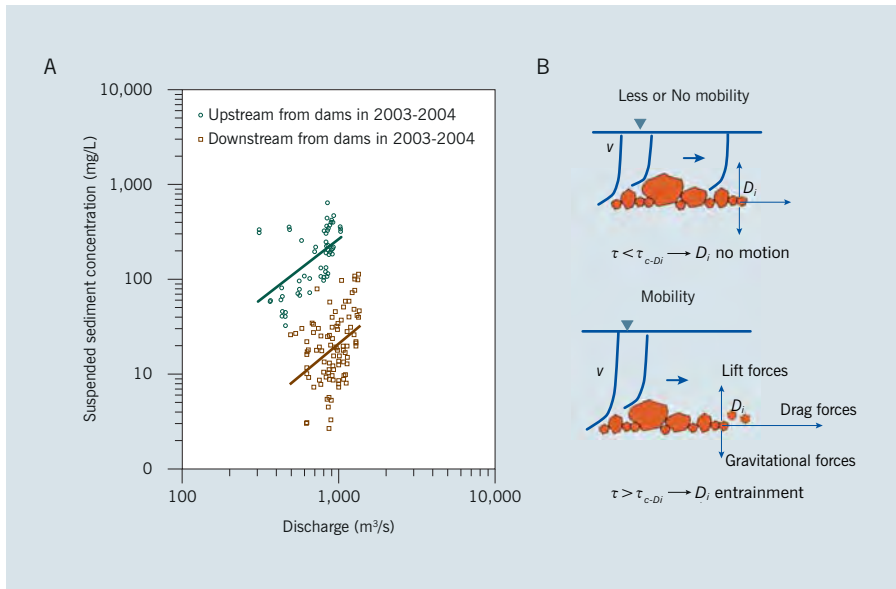 A
10,000
1,000
100
10
0
100
1,000
10,000
Suspended sediment concentration (mg/L)
Discharge (m³/s)
Upstream from dams in 2003-2004
Downstream from dams in 2003-2004
B
Less or No mobility
v
Dᵢ
τ < τ_c-Di → Dᵢ no motion
Mobility
v
Lift forces
Dᵢ
Drag forces
Gravitational forces
τ > τ_c-Di → Dᵢ entrainment